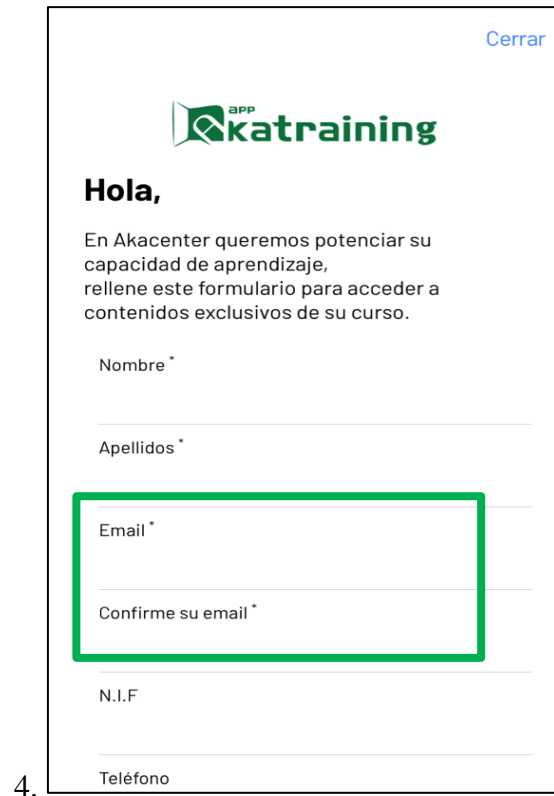 Cerrar
app
akatraining
Hola,
En Akacenter queremos potenciar su
capacidad de aprendizaje,
rellene este formulario para acceder a
contenidos exclusivos de su curso.
Nombre *
Apellidos *
Email *
Confirme su email *
N.I.F
Teléfono
4.